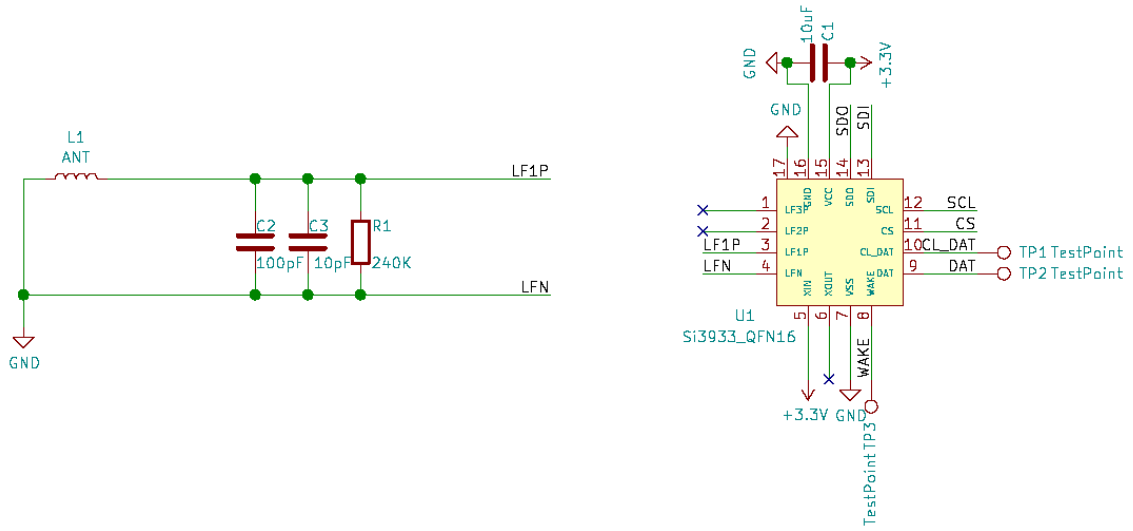 L1
ANT
LF1P
C2
100pF
C3
10pF
R1
240K
LFN
GND
10uF
C1
GND
+3.3V
GND
SDO
SDI
17
16
15
14
13
GND
VCC
SDO
SDI
1
LF3P
2
LF2P
LF1P
3
LF1P
LFN
4
LFN
SCL
12
SCL
CS
11
CS
CL_DAT
10
CL_DAT
TP1 TestPoint
DAT
9
DAT
TP2 TestPoint
XIN
XOUT
VSS
WAKE
5
6
7
8
U1
Si3933_QFN16
WAKE
+3.3V
GND
TestPoint TP3